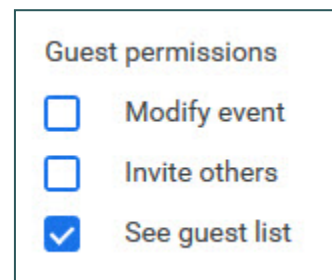 Guest permissions
Modify event
Invite others
See guest list